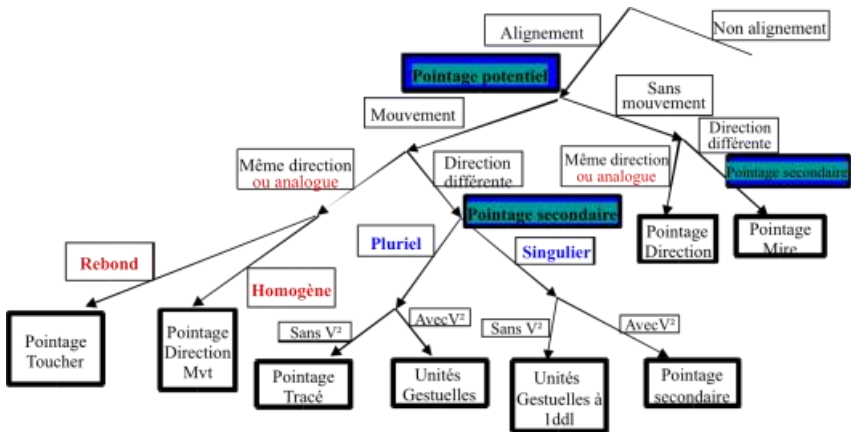 Non alignement
Alignement
Pointage potentiel
Sans
mouvement
Mouvement
Direction
différente
Même direction
ou analogue
Direction
différente
Même direction
ou analogue
Pointage secondaire
Pointage secondaire
Pointage
Direction
Pointage
Mire
Pluriel
Singulier
Rebond
Homogène
Sans V²
AvecV²
Sans V²
AvecV²
Pointage
Toucher
Pointage
Direction
Mvt
Pointage
Tracé
Unités
Gestuelles
Unités
Gestuelles à
1ddl
Pointage
secondaire